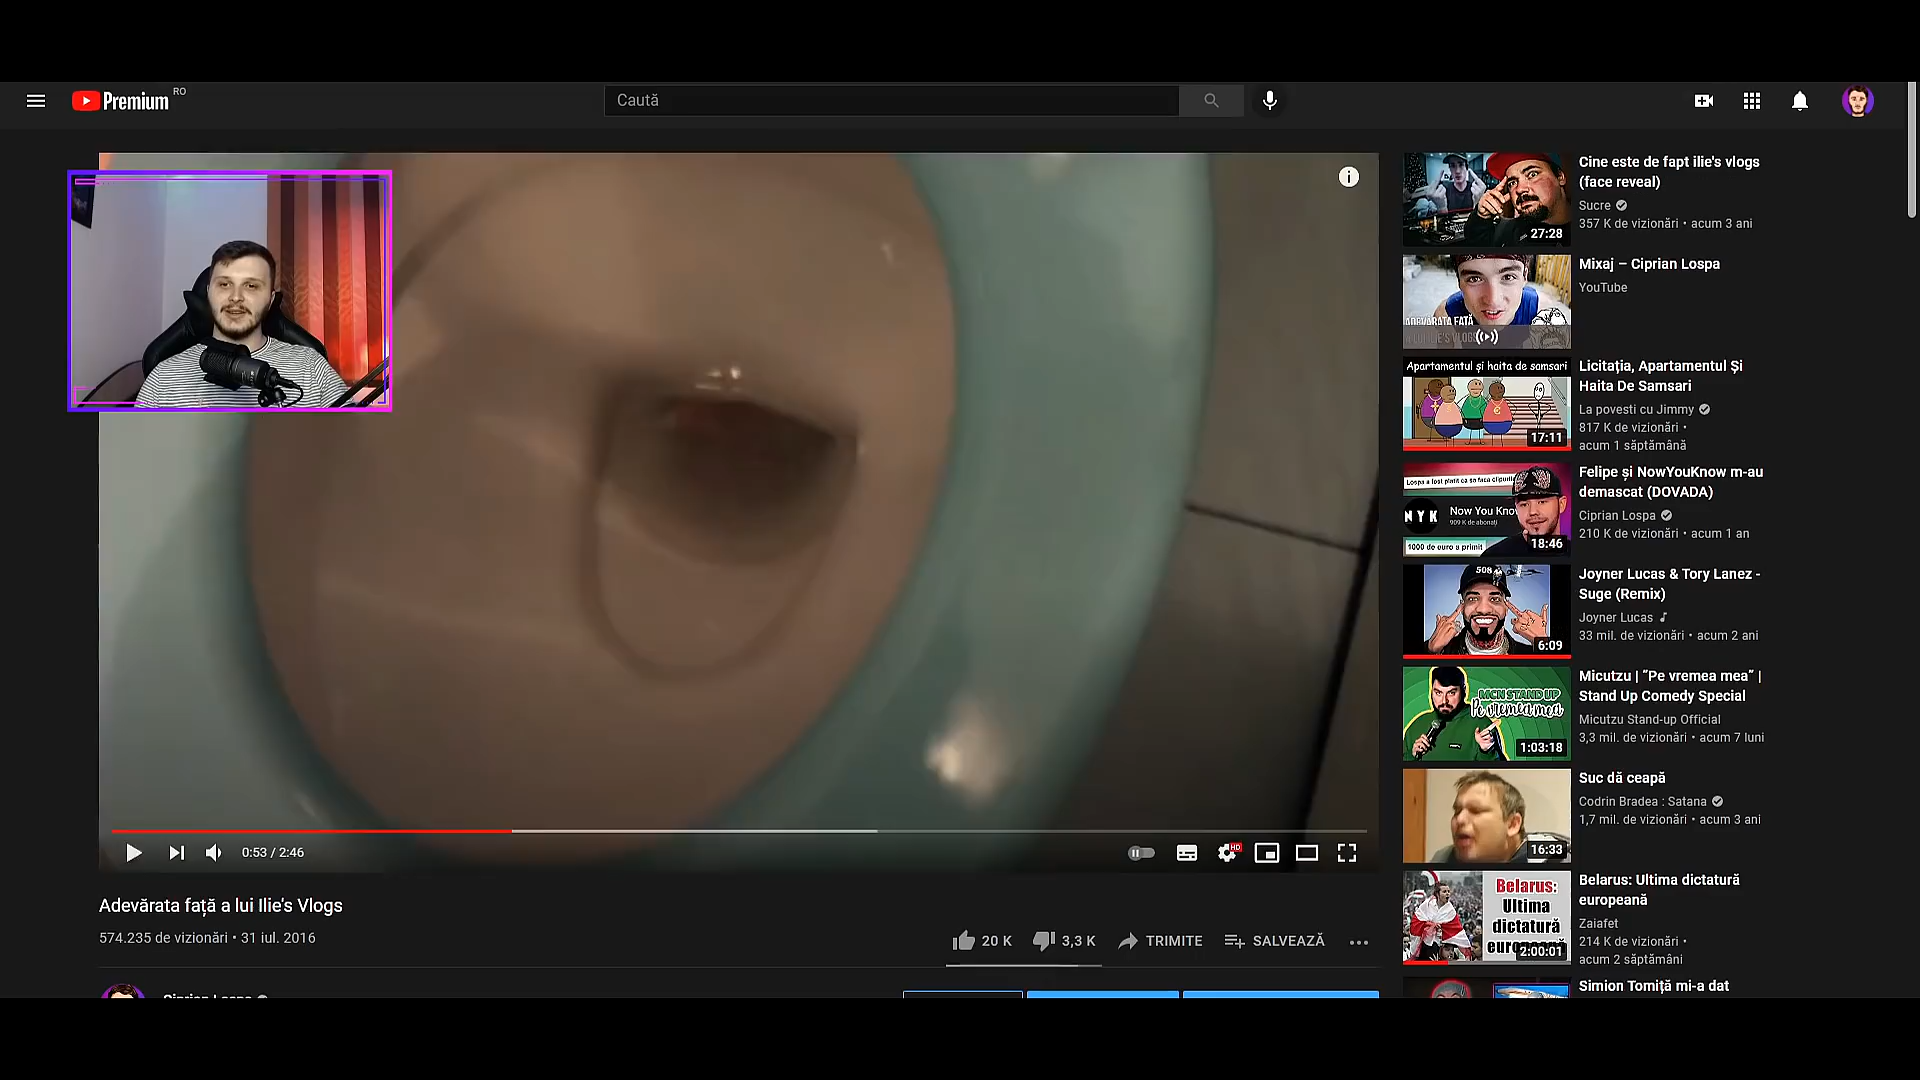 Premium RO
Caută
Cine este de fapt ilie's vlogs
(face reveal)
Sucre
357 K de vizionări • acum 3 ani
27:28
Mixaj – Ciprian Lospa
YouTube
ADEVĂRATA FAȚĂ
Apartamentul și haita de samsari
17:11
Licitația, Apartamentul Și
Haita De Samsari
La povesti cu Jimmy
817 K de vizionări •
acum 1 săptămână
NYK
Now You Kno
909 K de abonați
1000 de euro a primit
18:46
Felipe și NowYouKnow m-au
demascat (DOVADA)
Ciprian Lospa
210 K de vizionări • acum 1 an
508
6:09
Joyner Lucas & Tory Lanez -
Suge (Remix)
Joyner Lucas
33 mil. de vizionări • acum 2 ani
MCN STAND UP
Pe vremea mea
1:03:18
Micutzu | “Pe vremea mea” |
Stand Up Comedy Special
Micutzu Stand-up Official
3,3 mil. de vizionări • acum 7 luni
16:33
Suc dă ceapă
Codrin Bradea : Satana
1,7 mil. de vizionări • acum 3 ani
Belarus:
Ultima
dictatură
2:00:01
Belarus: Ultima dictatură
europeană
Zaiafet
214 K de vizionări •
acum 2 săptămâni
Simion Tomiță mi-a dat
0:53 / 2:46
HD
Adevărata față a lui Ilie's Vlogs
574.235 de vizionări • 31 iul. 2016
20 K
3,3 K
TRIMITE
SALVEAZĂ